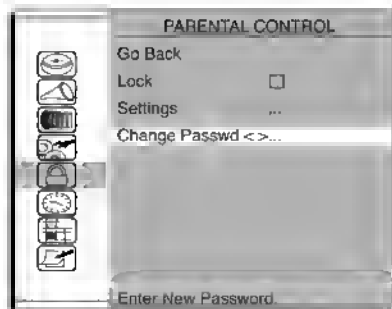 PARENTAL CONTROL
Go Back
Lock
Settings ...
Change Passwd < >...
Enter New Password.